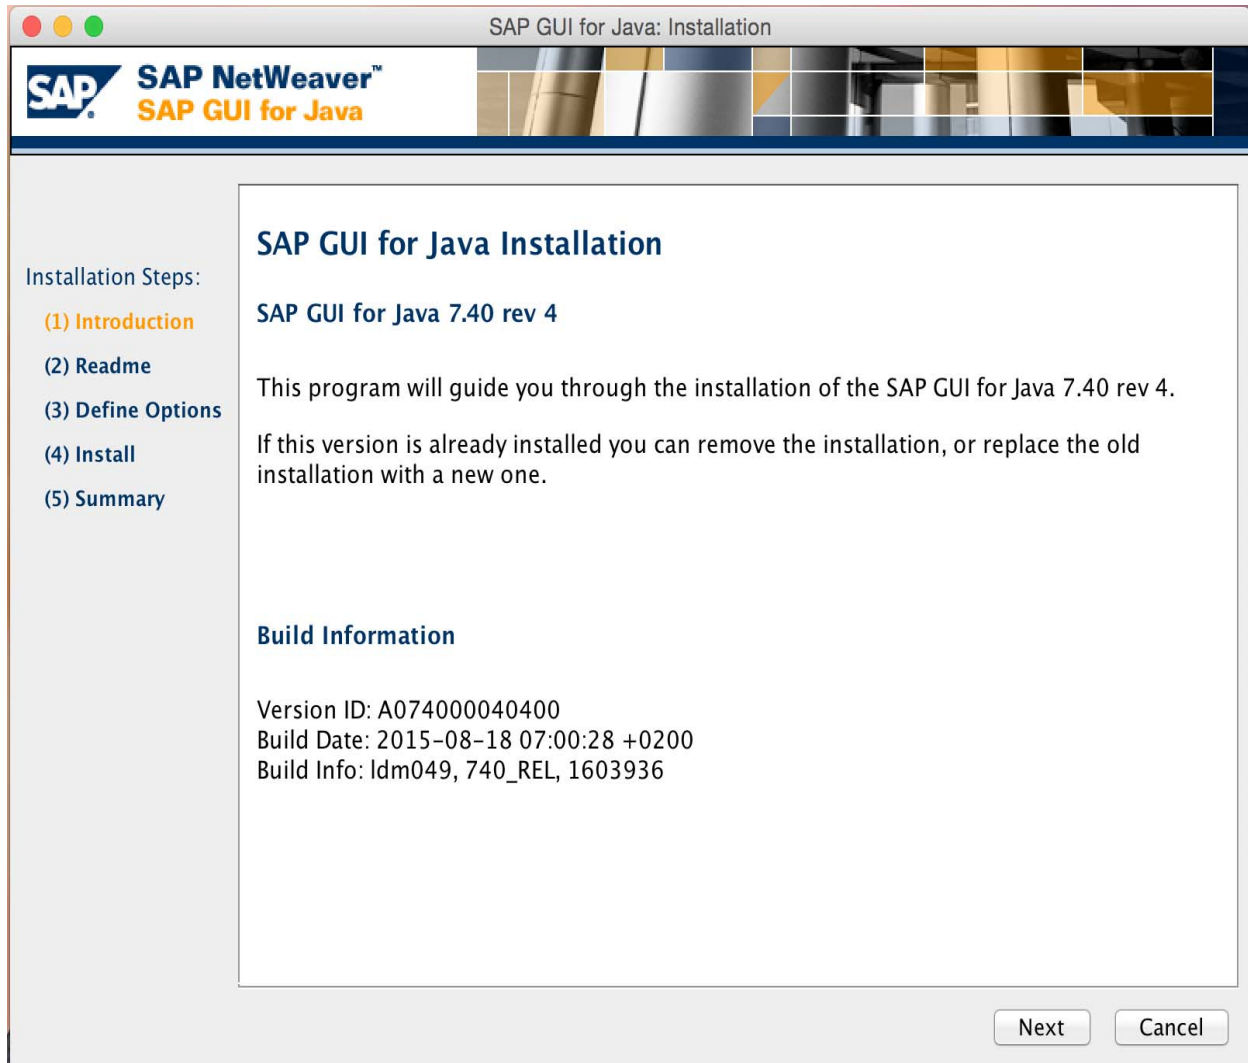 SAP GUI for Java: Installation
SAP
SAP NetWeaver™
SAP GUI for Java
Installation Steps:
(1) Introduction
(2) Readme
(3) Define Options
(4) Install
(5) Summary
SAP GUI for Java Installation
SAP GUI for Java 7.40 rev 4
This program will guide you through the installation of the SAP GUI for Java 7.40 rev 4.
If this version is already installed you can remove the installation, or replace the old
installation with a new one.
Build Information
Version ID: A074000040400
Build Date: 2015-08-18 07:00:28 +0200
Build Info: ldm049, 740_REL, 1603936
Next
Cancel